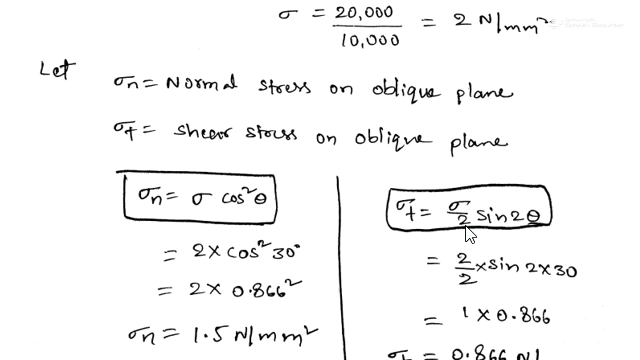 σ = 20,000 / 10,000 = 2 N/mm²
Let
σn = Normal stress on oblique plane
σt = shear stress on oblique plane
σn = σ cos²θ
= 2 × cos² 30°
= 2 × 0.866²
σn = 1.5 N/mm²
σt = σ/2 sin 2θ
= 2/2 × sin 2 × 30
= 1 × 0.866
σt = 0.866 N/